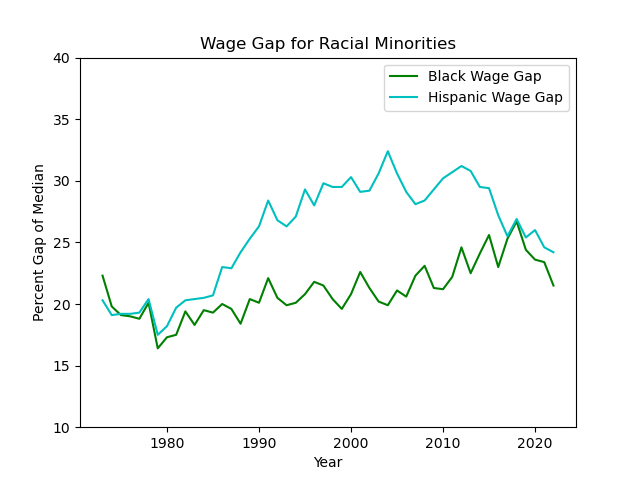 Wage Gap for Racial Minorities
Black Wage Gap
Hispanic Wage Gap
Percent Gap of Median
40
35
30
25
20
15
10
1980 1990 2000 2010 2020
Year